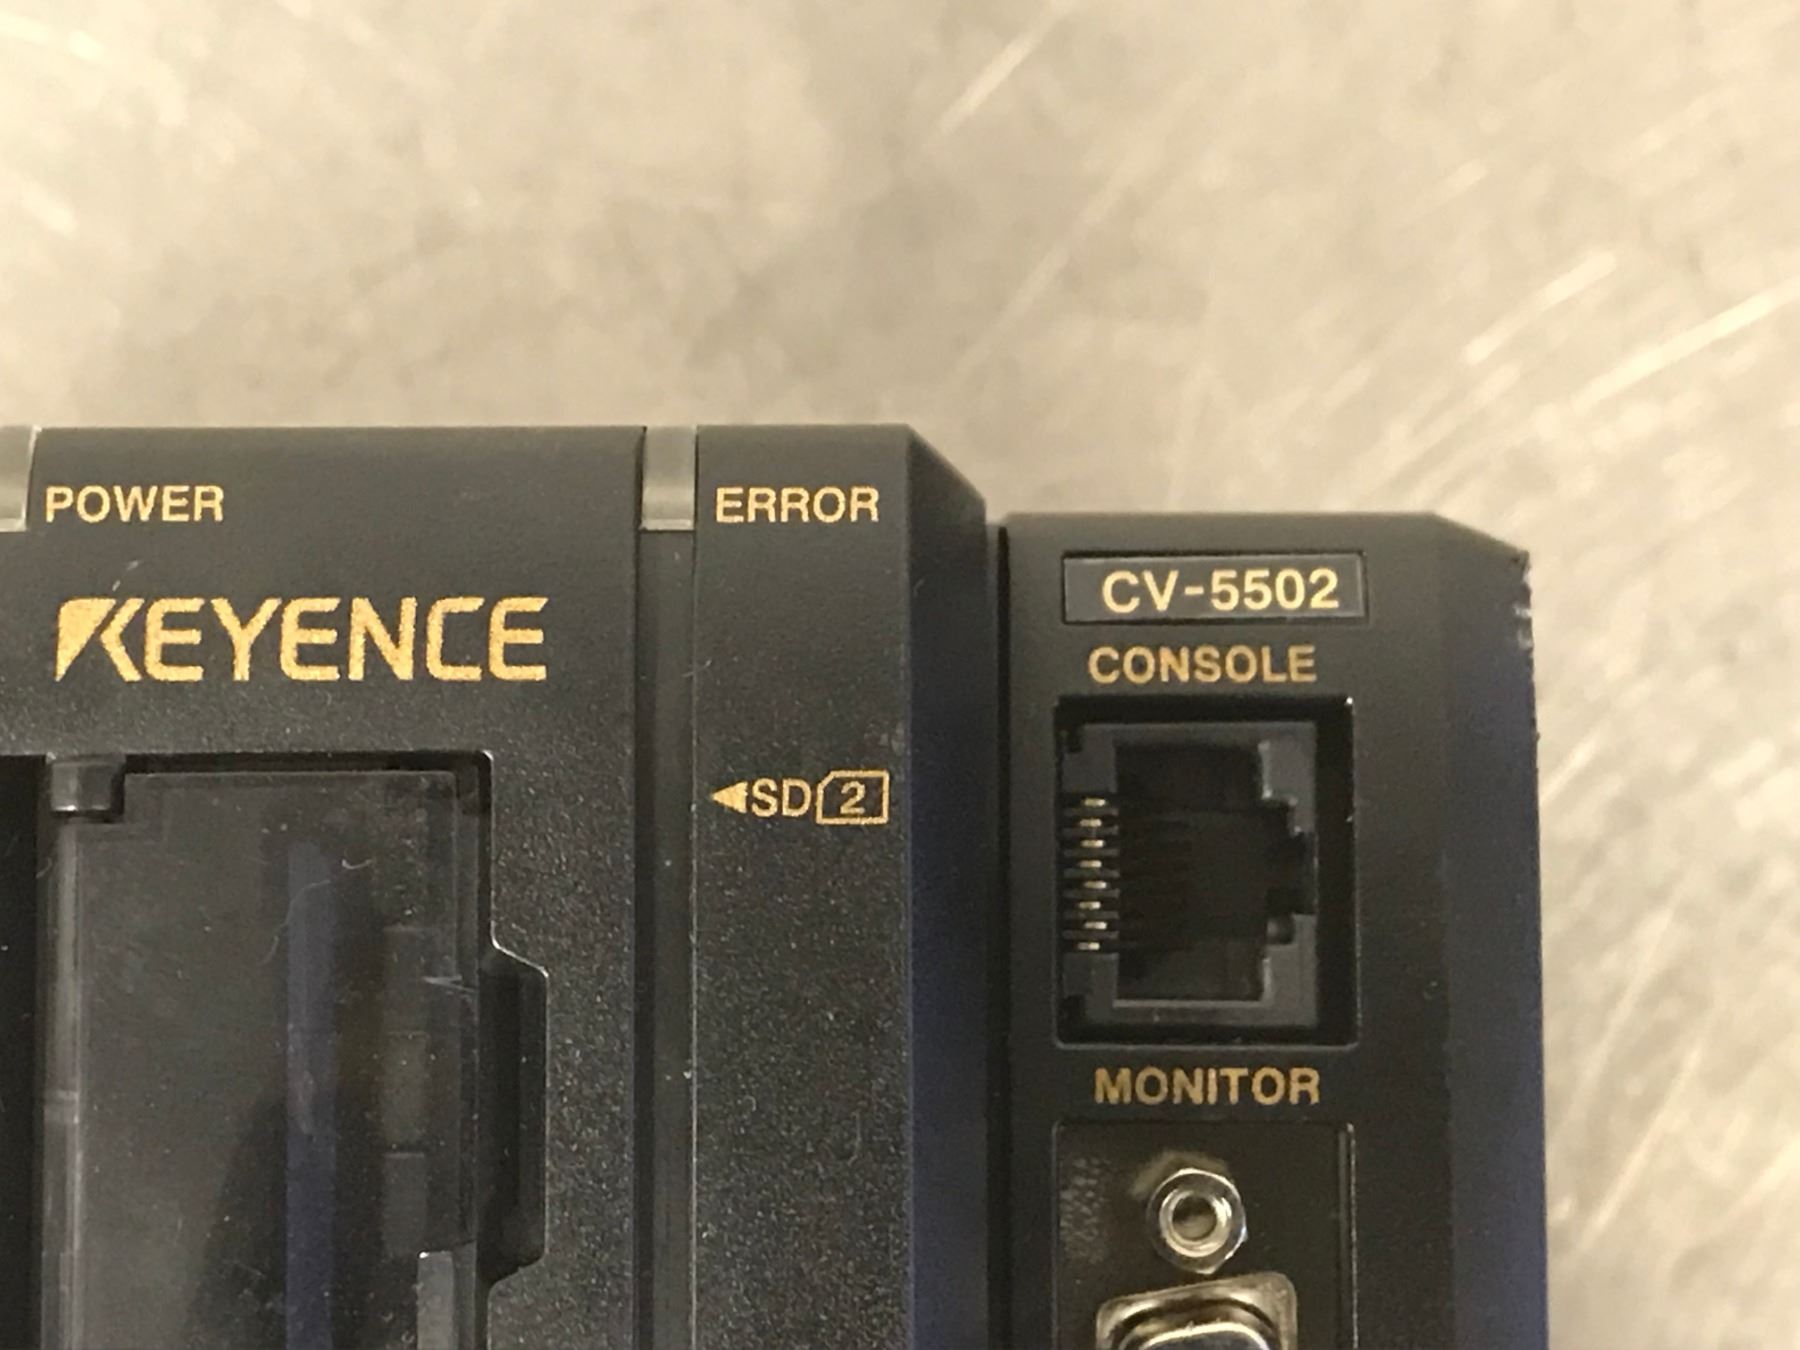 POWER
ERROR
KEYENCE
SD 2
CV-5502
CONSOLE
MONITOR